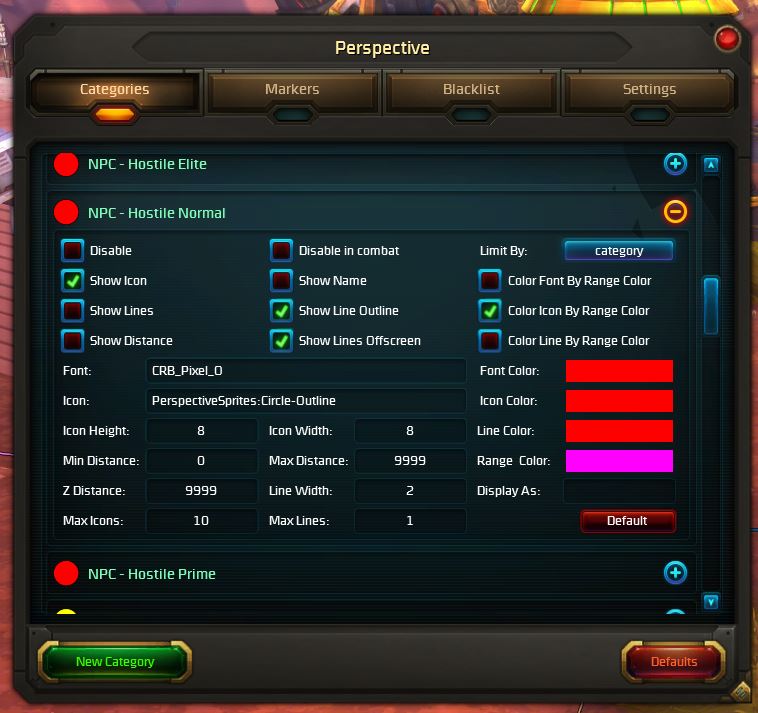 Perspective
Categories Markers Blacklist Settings
NPC - Hostile Elite
NPC - Hostile Normal
Disable Disable in combat Limit By: category
Show Icon Show Name Color Font By Range Color
Show Lines Show Line Outline Color Icon By Range Color
Show Distance Show Lines Offscreen Color Line By Range Color
Font: CRB_Pixel_O Font Color:
Icon: PerspectiveSprites:Circle-Outline Icon Color:
Icon Height: 8 Icon Width: 8 Line Color:
Min Distance: 0 Max Distance: 9999 Range Color:
Z Distance: 9999 Line Width: 2 Display As:
Max Icons: 10 Max Lines: 1 Default
NPC - Hostile Prime
New Category Defaults